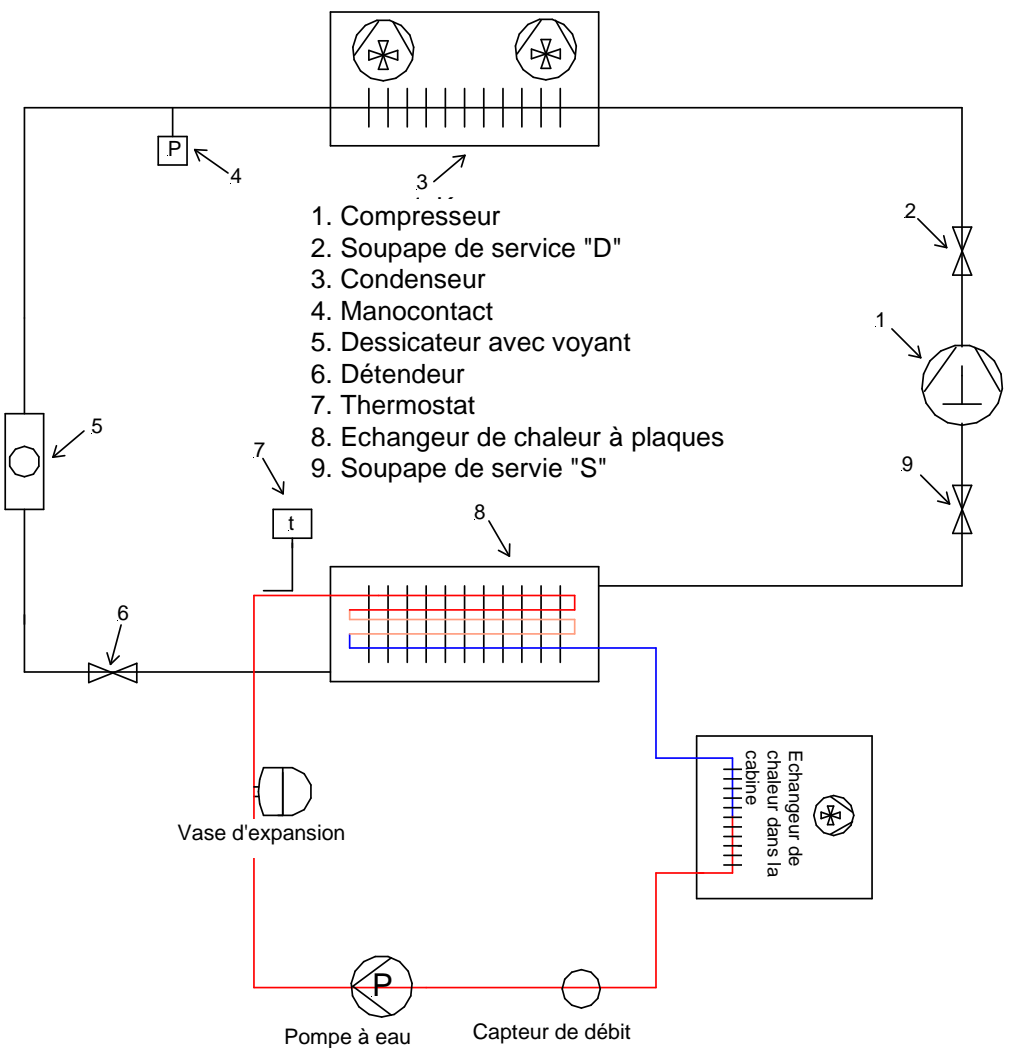 P
4
3
1. Compresseur
2. Soupape de service "D"
3. Condenseur
4. Manocontact
5. Dessicateur avec voyant
6. Détendeur
7. Thermostat
8. Echangeur de chaleur à plaques
9. Soupape de servie "S"
2
1
5
7
9
8
t
6
Echangeur de
chaleur dans la
cabine
Vase d'expansion
P
Pompe à eau
Capteur de débit